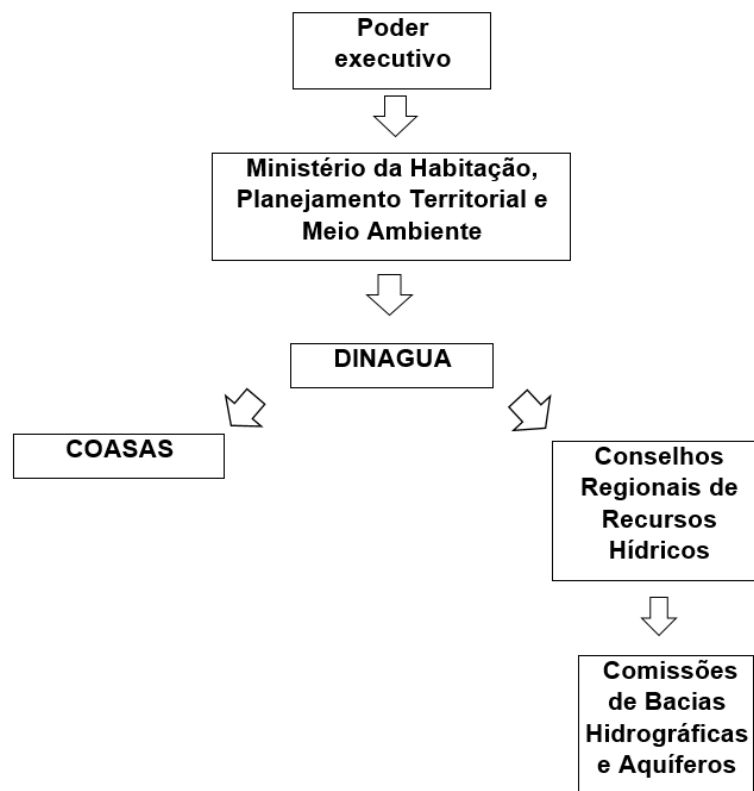 Poder
executivo
Ministério da Habitação,
Planejamento Territorial e
Meio Ambiente
DINAGUA
COASAS
Conselhos
Regionais de
Recursos
Hídricos
Comissões
de Bacias
Hidrográficas
e Aquíferos